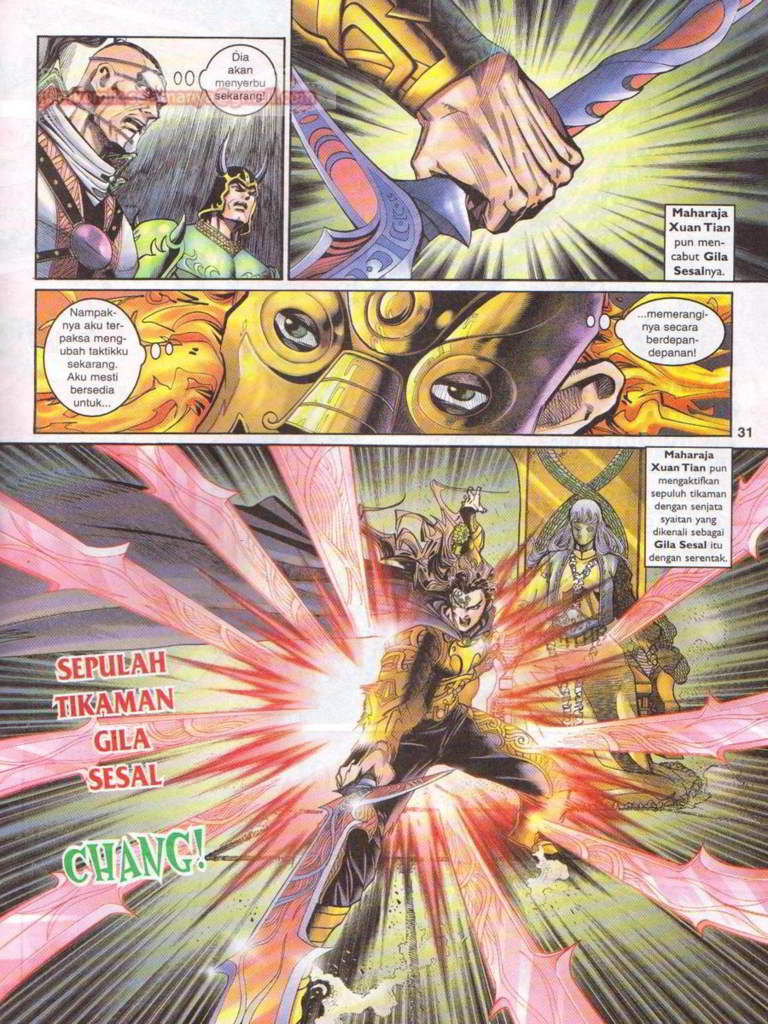 Dia
akan
menyerbu
sekarang!
Maharaja
Xuan Tian
pun men-
cabut Gila
Sesalnya.
Nampak-
nya aku ter-
paksa meng-
ubah taktikku
sekarang.
Aku mesti
bersedia
untuk...
...memerangi-
nya secara
berdepan-
depanan!
31
Maharaja
Xuan Tian pun
mengaktifkan
sepuluh tikaman
dengan senjata
syaitan yang
dikenali sebagai
Gila Sesal itu
dengan serentak.
SEPULAH
TIKAMAN
GILA
SESAL
CHANG!